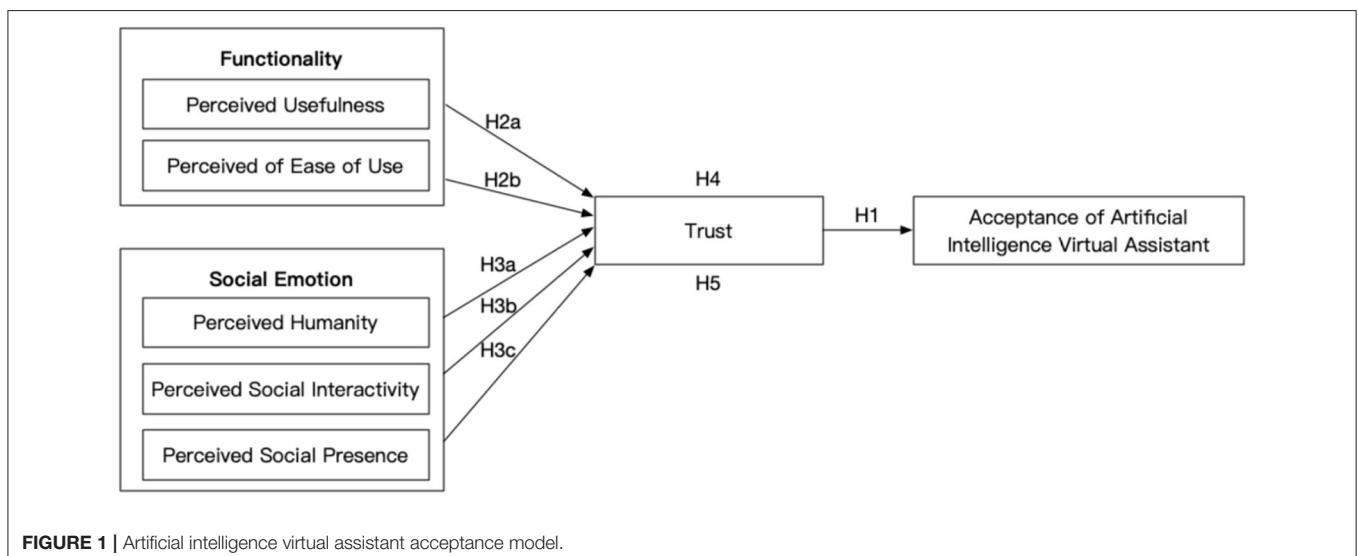 Functionality
Perceived Usefulness
Perceived of Ease of Use
H2a
H2b
Social Emotion
Perceived Humanity
Perceived Social Interactivity
Perceived Social Presence
H3a
H3b
H3c
H4
Trust
H5
H1
Acceptance of Artificial
Intelligence Virtual Assistant
FIGURE 1 | Artificial intelligence virtual assistant acceptance model.